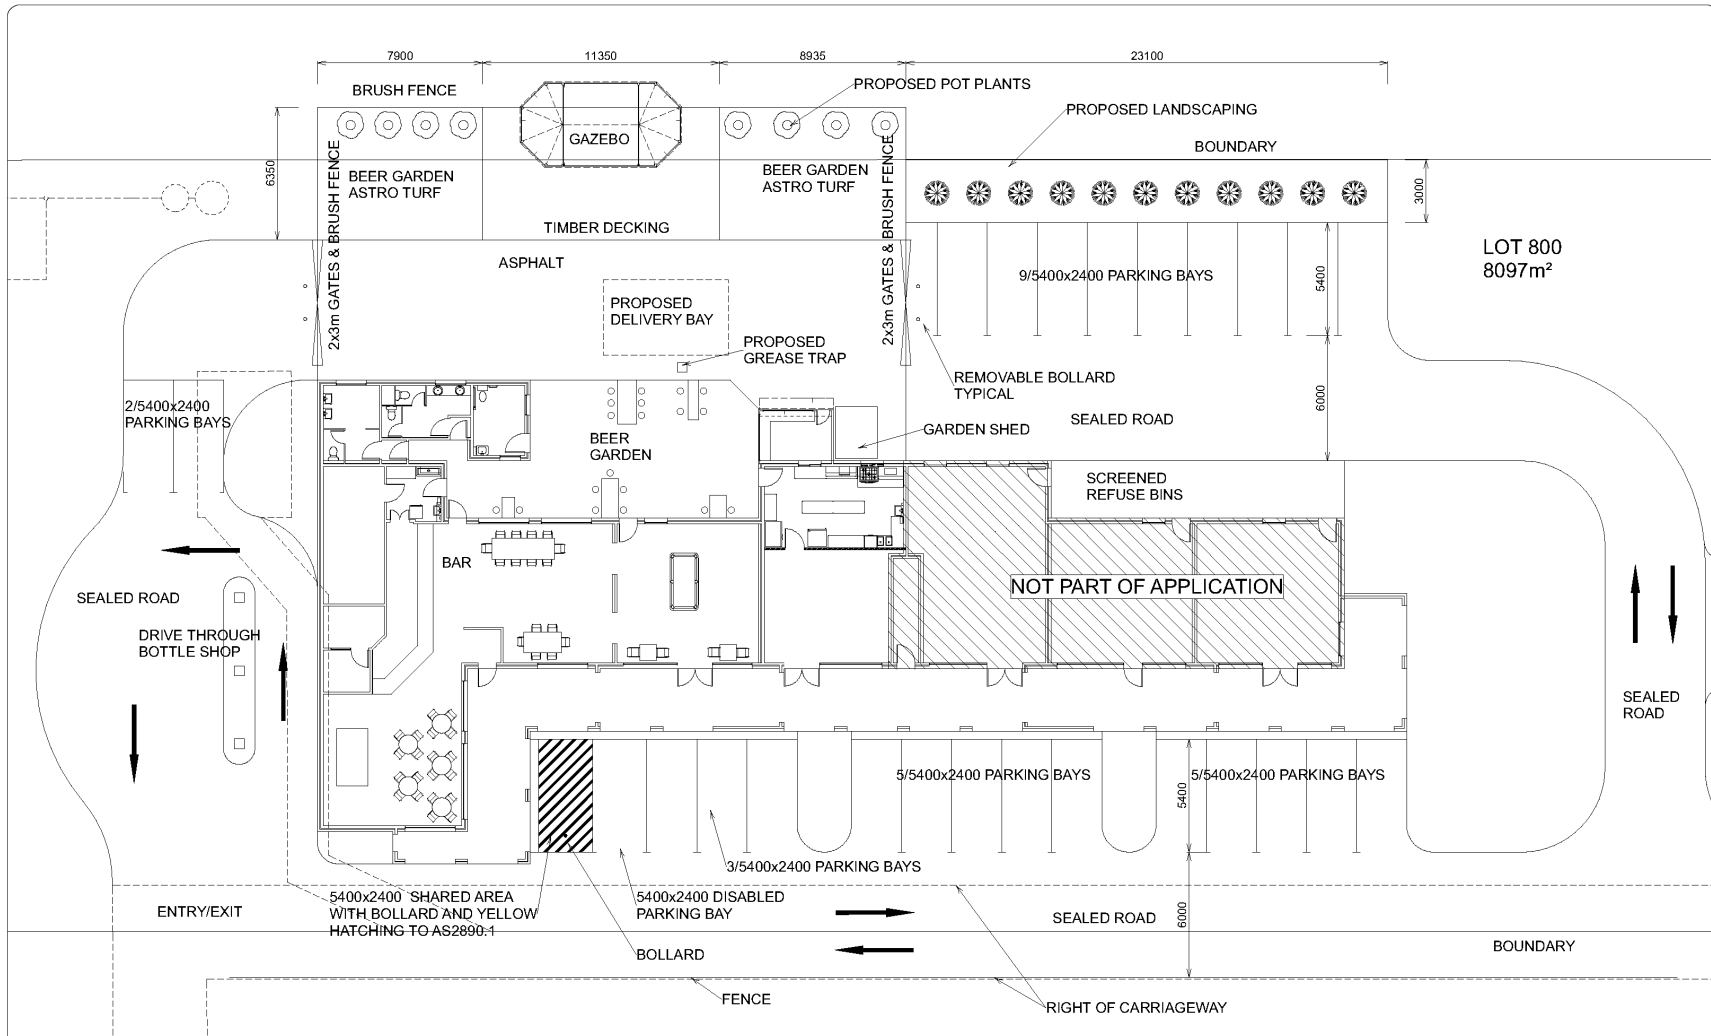 7900
11350
8935
23100
BRUSH FENCE
PROPOSED POT PLANTS
PROPOSED LANDSCAPING
GAZEBO
BOUNDARY
6350
2x3m GATES & BRUSH FENCE
BEER GARDEN
ASTRO TURF
BEER GARDEN
ASTRO TURF
2x3m GATES & BRUSH FENCE
3000
TIMBER DECKING
ASPHALT
LOT 800
8097m²
9/5400x2400 PARKING BAYS
5400
PROPOSED
DELIVERY BAY
PROPOSED
GREASE TRAP
REMOVABLE BOLLARD
TYPICAL
6000
2/5400x2400
PARKING BAYS
SEALED ROAD
GARDEN SHED
BEER
GARDEN
SCREENED
REFUSE BINS
BAR
NOT PART OF APPLICATION
SEALED ROAD
DRIVE THROUGH
BOTTLE SHOP
SEALED
ROAD
5/5400x2400 PARKING BAYS
5/5400x2400 PARKING BAYS
5400
3/5400x2400 PARKING BAYS
5400x2400 SHARED AREA
WITH BOLLARD AND YELLOW
HATCHING TO AS2890.1
5400x2400 DISABLED
PARKING BAY
ENTRY/EXIT
SEALED ROAD
6000
BOLLARD
BOUNDARY
FENCE
RIGHT OF CARRIAGEWAY